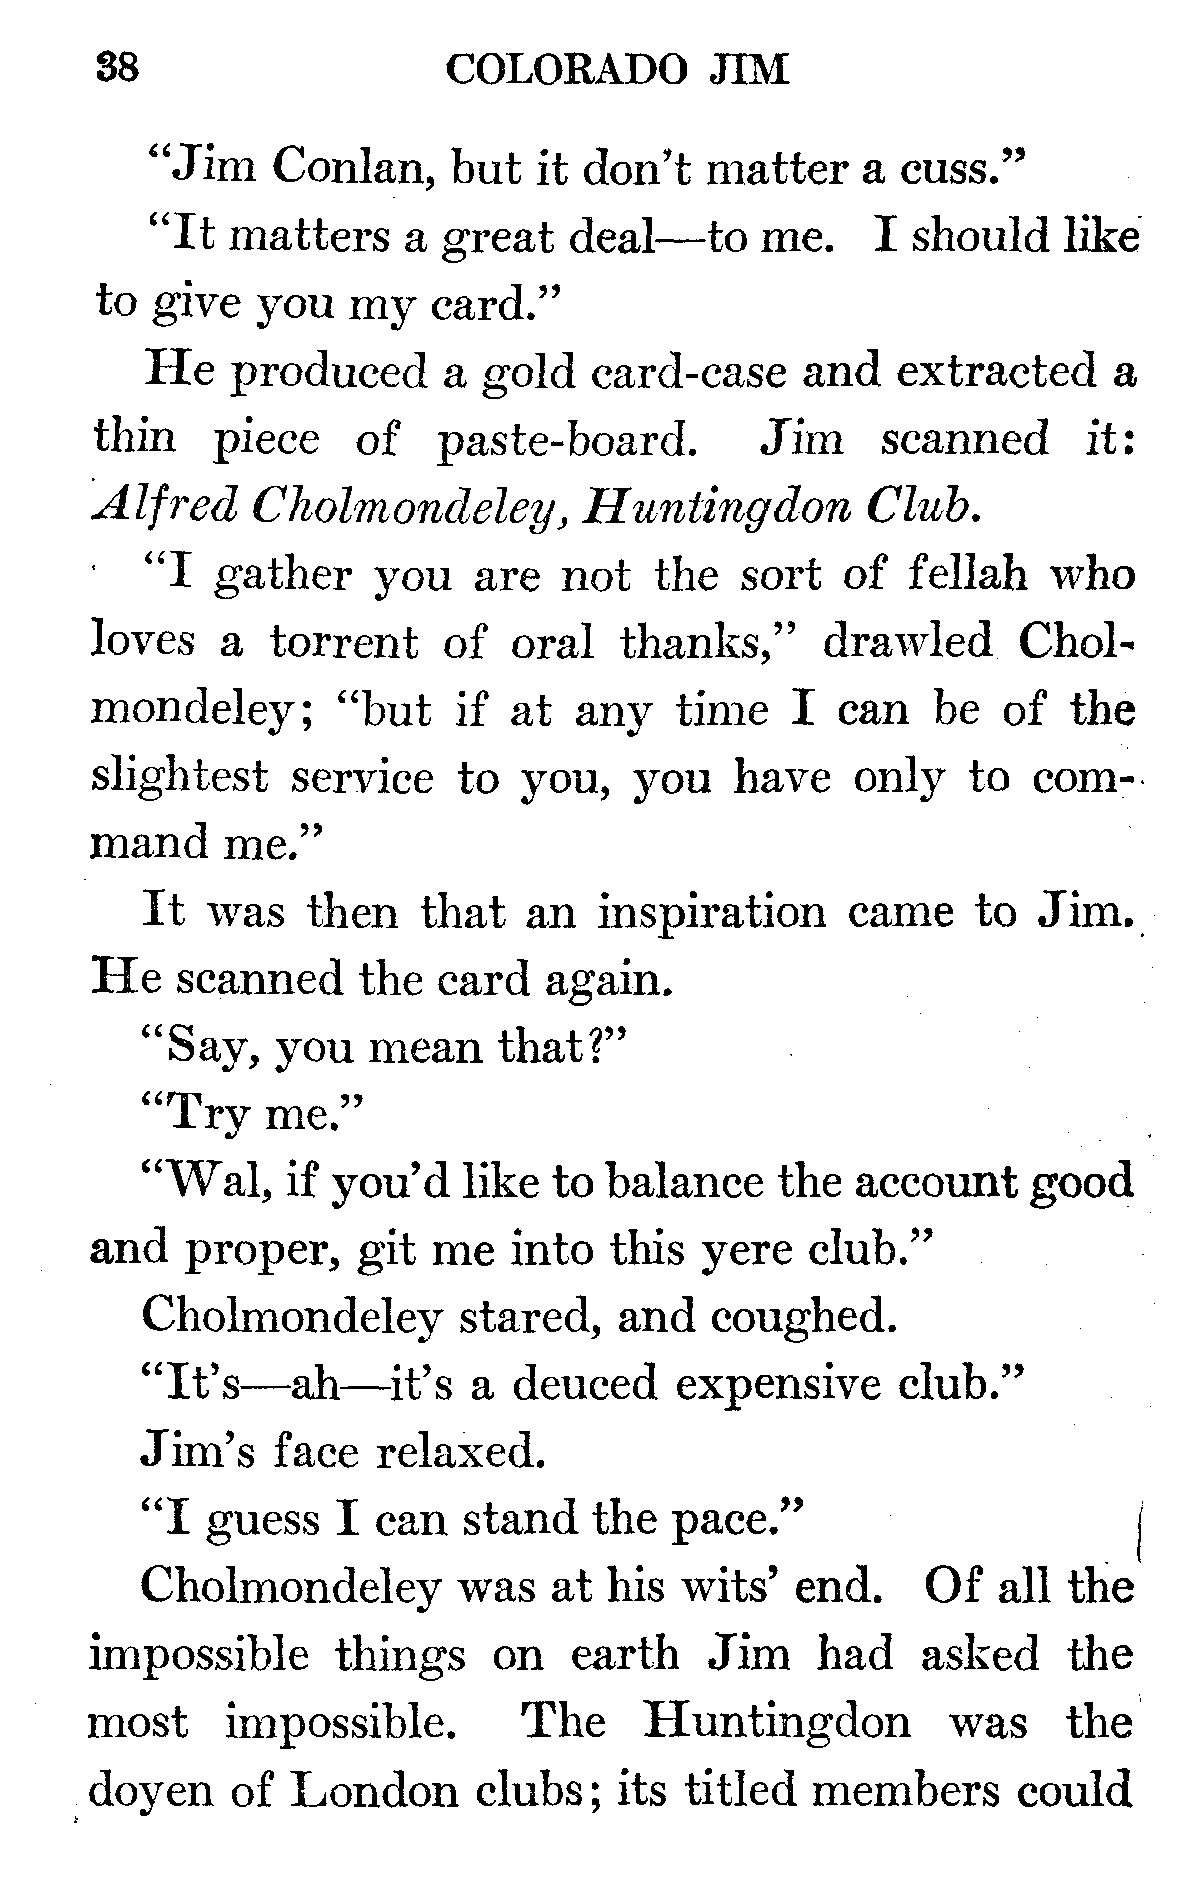 38 COLORADO JIM
“Jim Conlan, but it don’t matter a cuss.”
“It matters a great deal—to me. I should like
to give you my card.”
He produced a gold card-case and extracted a
thin piece of paste-board. Jim scanned it:
Alfred Cholmondeley, Huntingdon Club.
“I gather you are not the sort of fellah who
loves a torrent of oral thanks,” drawled Chol-
mondeley; “but if at any time I can be of the
slightest service to you, you have only to com-
mand me.”
It was then that an inspiration came to Jim.
He scanned the card again.
“Say, you mean that?”
“Try me.”
“Wal, if you’d like to balance the account good
and proper, git me into this yere club.”
Cholmondeley stared, and coughed.
“It’s—ah—it’s a deuced expensive club.”
Jim’s face relaxed.
“I guess I can stand the pace.”
Cholmondeley was at his wits’ end. Of all the
impossible things on earth Jim had asked the
most impossible. The Huntingdon was the
doyen of London clubs; its titled members could